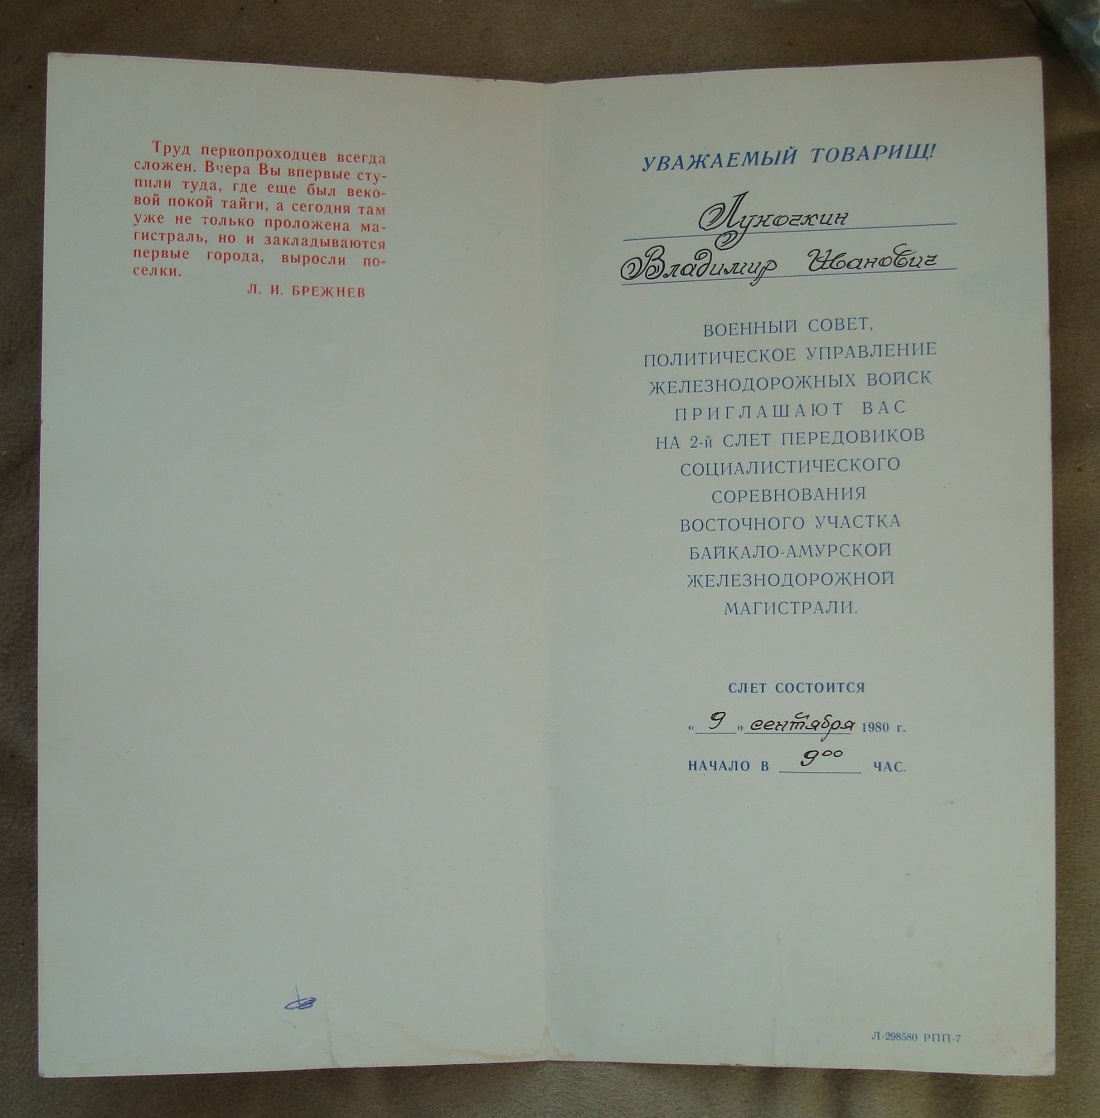 Труд первопроходцев всегда
сложен. Вчера Вы впервые сту-
пили туда, где еще был веко-
вой покой тайги, а сегодня там
уже не только проложена ма-
гистраль, но и закладываются
первые города, выросли по-
селки.
Л. И. БРЕЖНЕВ
УВАЖАЕМЫЙ ТОВАРИЩ!
Луночкин
Владимир Иванович
ВОЕННЫЙ СОВЕТ,
ПОЛИТИЧЕСКОЕ УПРАВЛЕНИЕ
ЖЕЛЕЗНОДОРОЖНЫХ ВОЙСК
ПРИГЛАШАЮТ ВАС
НА 2-й СЛЕТ ПЕРЕДОВИКОВ
СОЦИАЛИСТИЧЕСКОГО
СОРЕВНОВАНИЯ
ВОСТОЧНОГО УЧАСТКА
БАЙКАЛО-АМУРСКОЙ
ЖЕЛЕЗНОДОРОЖНОЙ
МАГИСТРАЛИ.
СЛЕТ СОСТОИТСЯ
«9» сентября 1980 г.
НАЧАЛО В 9⁰⁰ ЧАС.
Л-298580 РПП-7